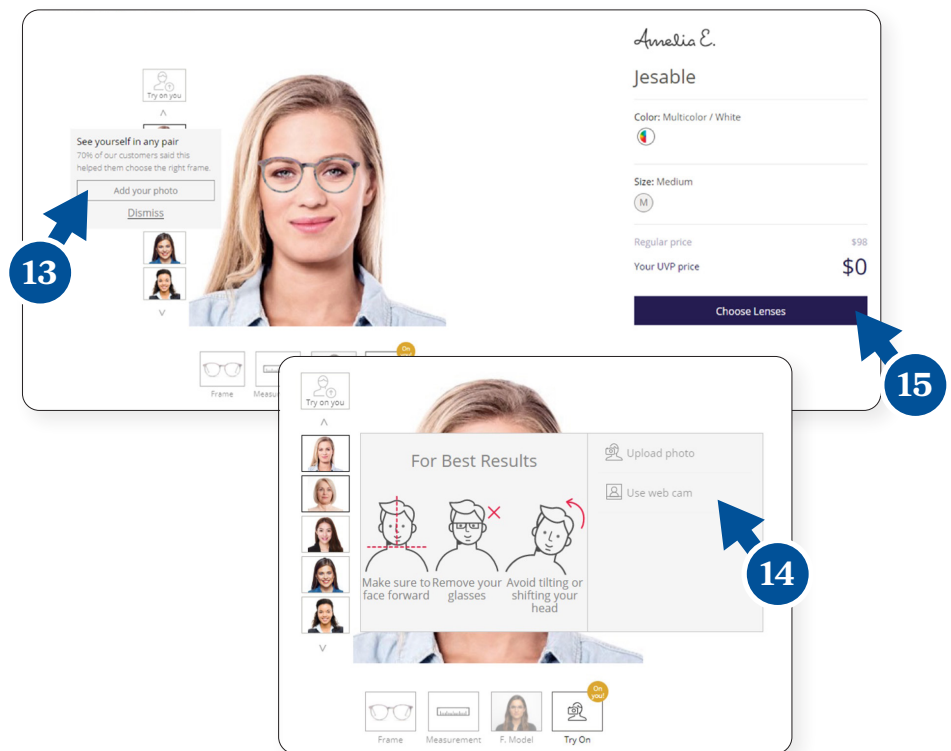 Amelia E.
Jesable
Try on you
Color: Multicolor / White
See yourself in any pair
70% of our customers said this
helped them choose the right frame.
Add your photo
Dismiss
Size: Medium
M
13
Regular price $98
Your UVP price $0
Choose Lenses
15
On
you!
Frame
Try on you
For Best Results
Upload photo
Use web cam
14
Make sure to
face forward
Remove your
glasses
Avoid tilting or
shifting your
head
On
you!
Frame Measurement F. Model Try On